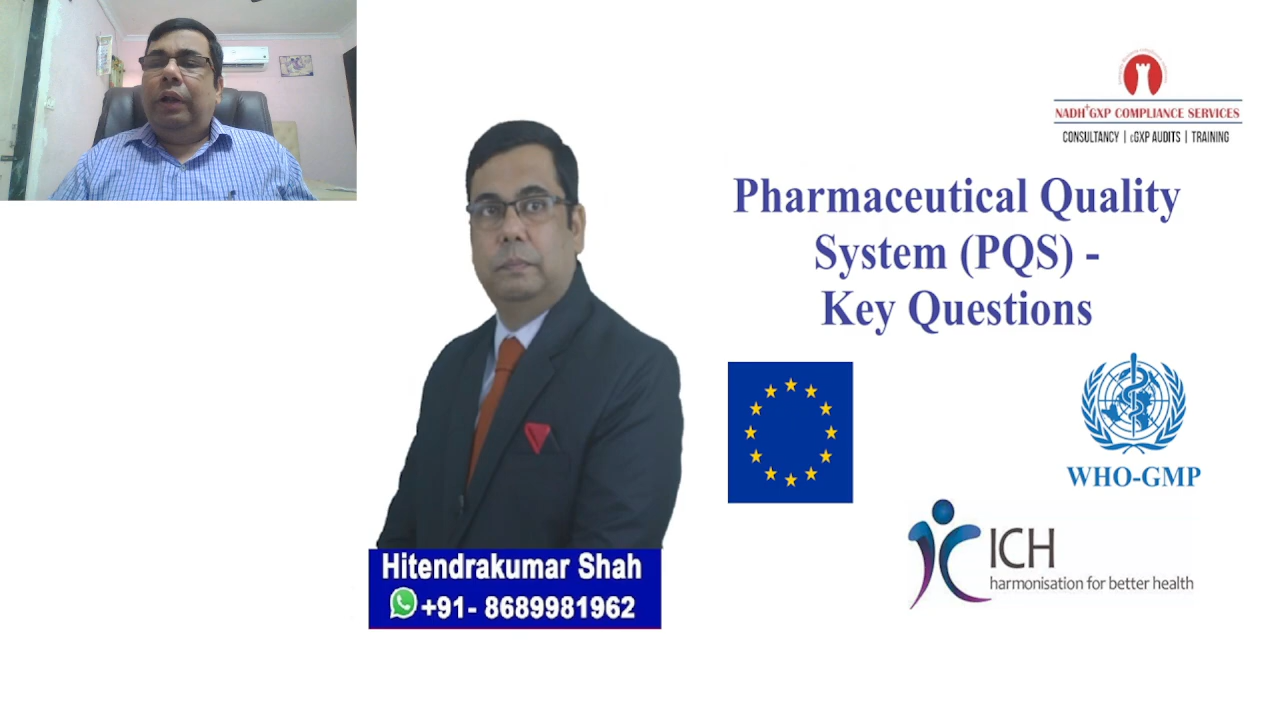 NADH+GXP COMPLIANCE SERVICES
CONSULTANCY | cGXP AUDITS | TRAINING
Pharmaceutical Quality
System (PQS) -
Key Questions
WHO-GMP
ICH
harmonisation for better health
Hitendrakumar Shah
+91- 8689981962